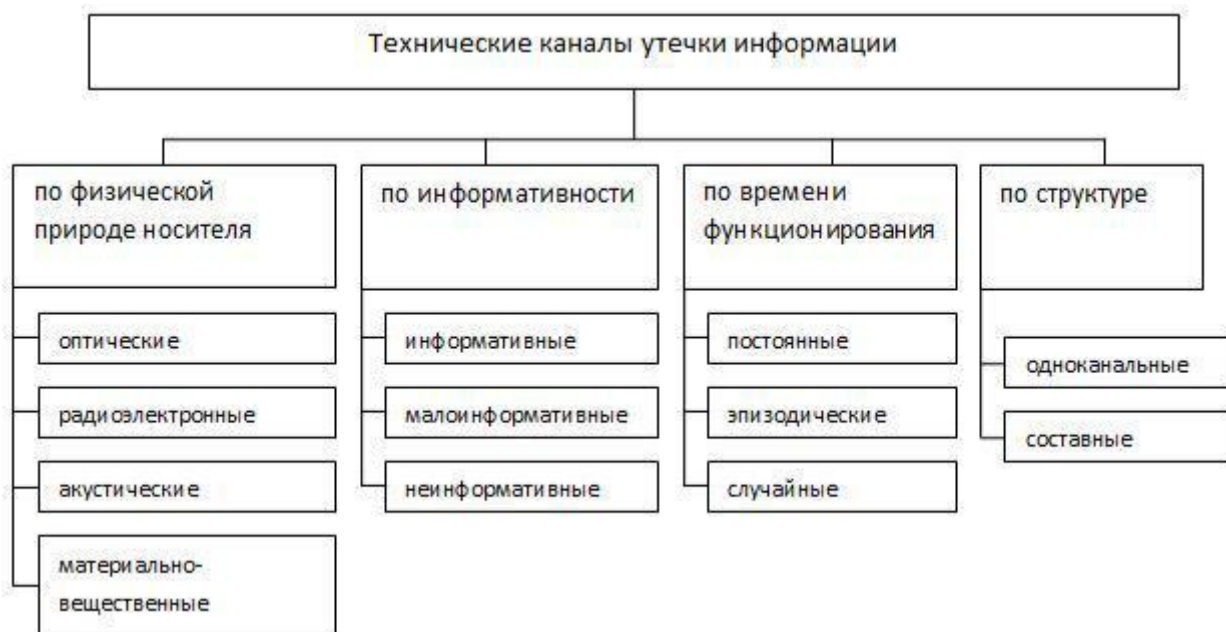 Технические каналы утечки информации
по физической
природе носителя
оптические
радиоэлектронные
акустические
материально-
вещественные
по информативности
информативные
малоинформативные
неинформативные
по времени
функционирования
постоянные
эпизодические
случайные
по структуре
одноканальные
составные